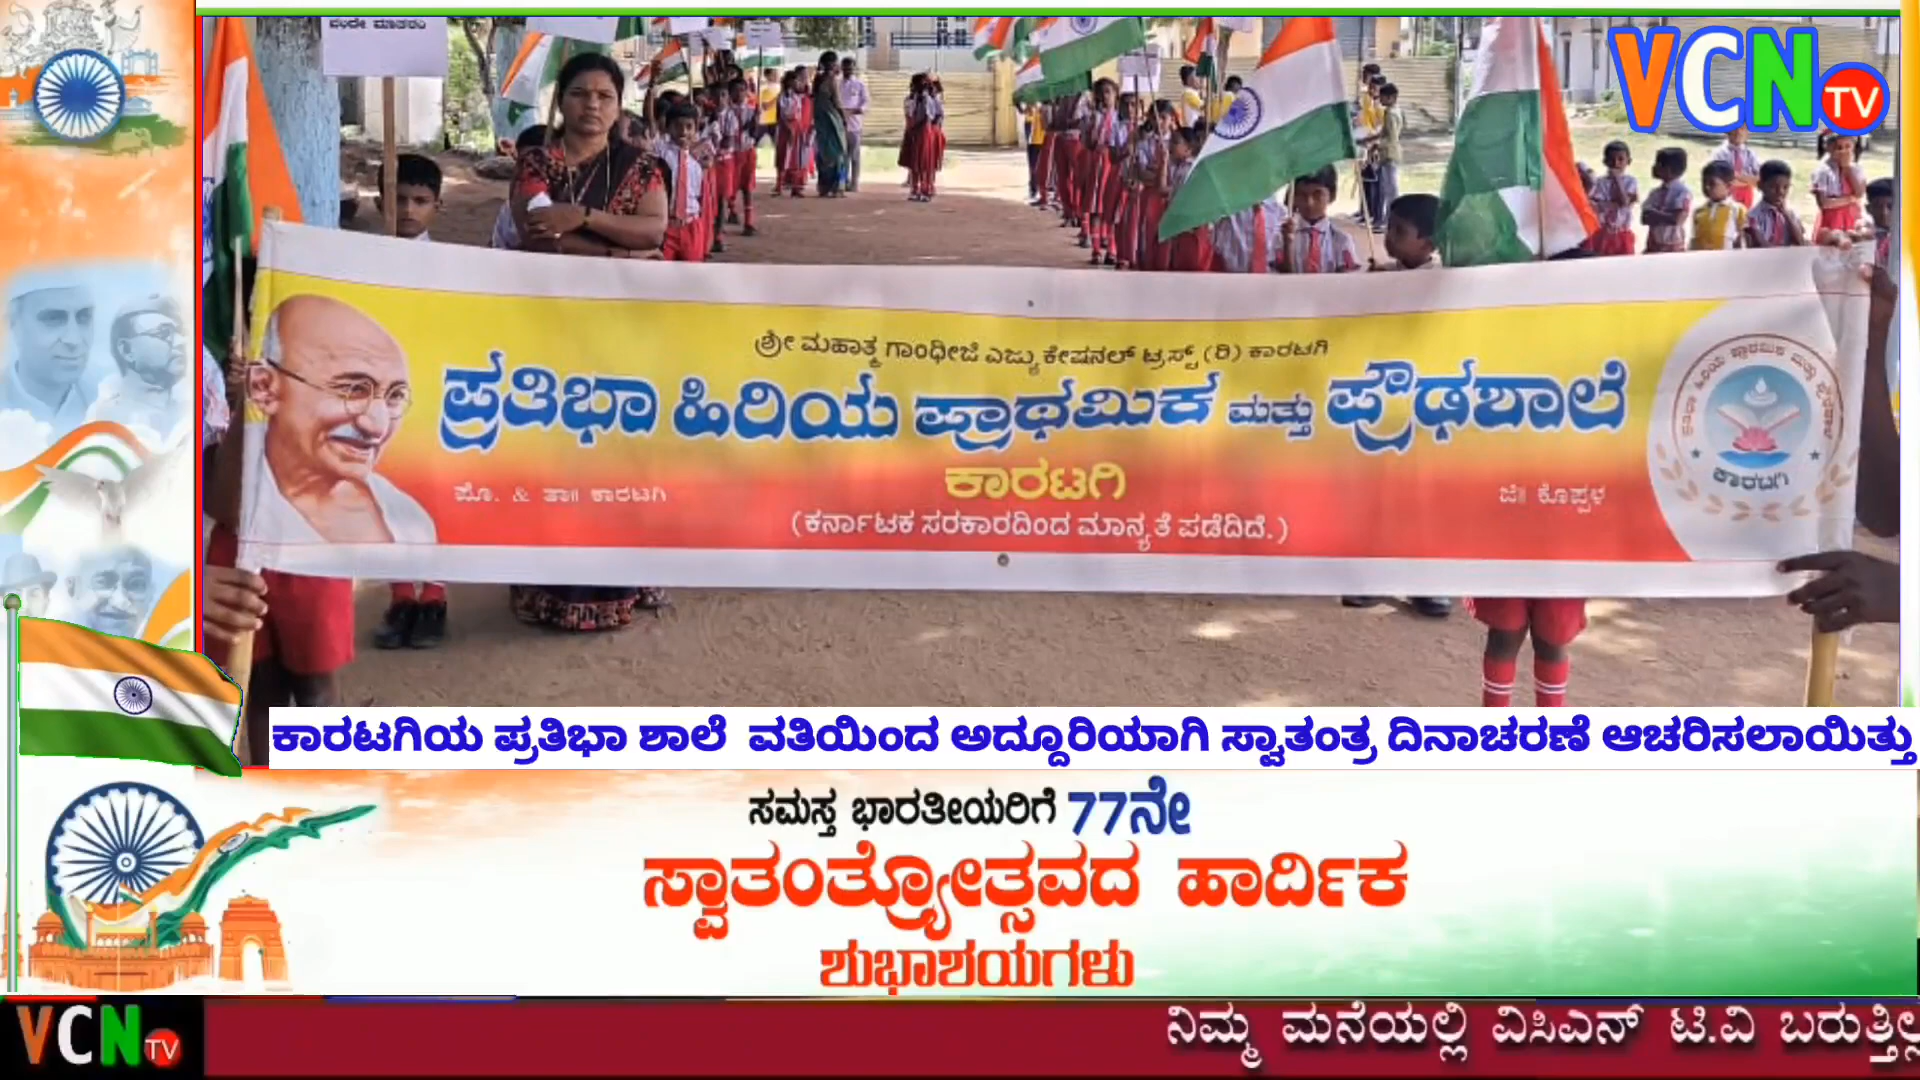 ವಂದೇ ಮಾತರಂ
VCN TV
ಶ್ರೀ ಮಹಾತ್ಮ ಗಾಂಧೀಜಿ ಎಜ್ಯುಕೇಷನಲ್ ಟ್ರಸ್ಟ್ (ರಿ) ಕಾರಟಗಿ
ಪ್ರತಿಭಾ ಹಿರಿಯ ಪ್ರಾಥಮಿಕ ಮತ್ತು ಪ್ರೌಢಶಾಲೆ
ಕಾರಟಗಿ
ಪೊ. & ತಾ॥ ಕಾರಟಗಿ
ಜಿ॥ ಕೊಪ್ಪಳ
(ಕರ್ನಾಟಕ ಸರಕಾರದಿಂದ ಮಾನ್ಯತೆ ಪಡೆದಿದೆ.)
ಕಾರಟಗಿ
ಕಾರಟಗಿಯ ಪ್ರತಿಭಾ ಶಾಲೆ ವತಿಯಿಂದ ಅದ್ದೂರಿಯಾಗಿ ಸ್ವಾತಂತ್ರ ದಿನಾಚರಣೆ ಆಚರಿಸಲಾಯಿತ್ತು
ಸಮಸ್ತ ಭಾರತೀಯರಿಗೆ 77ನೇ
ಸ್ವಾತಂತ್ರ್ಯೋತ್ಸವದ ಹಾರ್ದಿಕ
ಶುಭಾಶಯಗಳು
VCN TV
ನಿಮ್ಮ ಮನೆಯಲ್ಲಿ ವಿಸಿಎನ್ ಟಿ.ವಿ